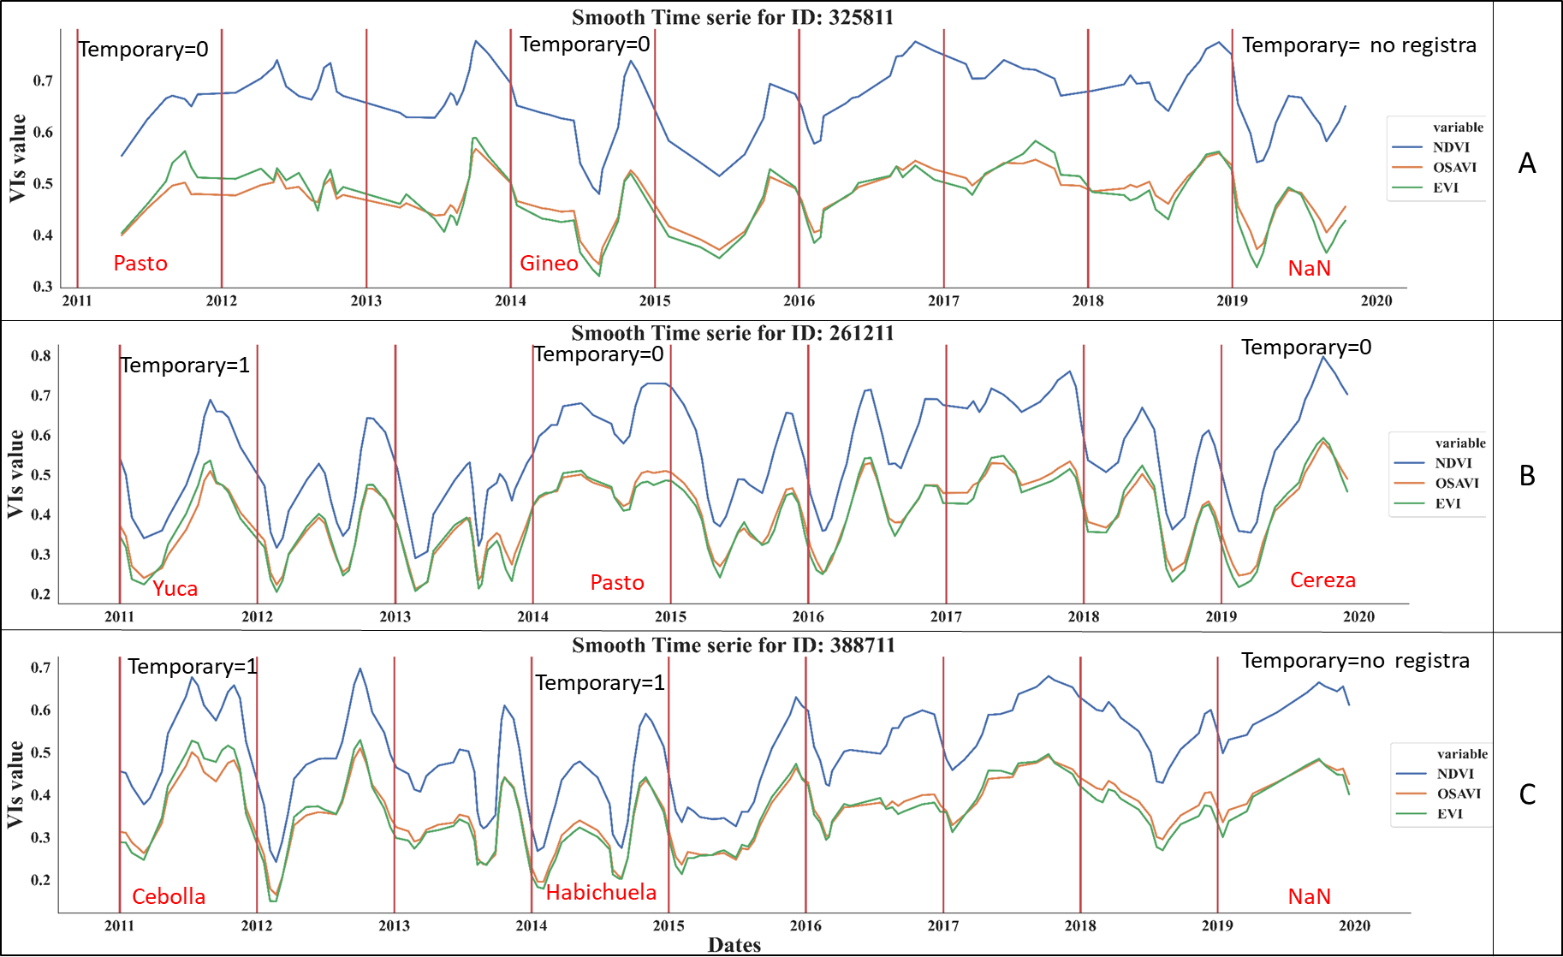 Smooth Time serie for ID: 325811
Temporary=0
Temporary=0
Temporary= no registra
0.7
0.6
0.5
0.4
0.3
VIs value
Pasto
Gineo
NaN
2011 2012 2013 2014 2015 2016 2017 2018 2019 2020
variable
NDVI
OSAVI
EVI
A
Smooth Time serie for ID: 261211
Temporary=1
Temporary=0
Temporary=0
0.8
0.7
0.6
0.5
0.4
0.3
0.2
VIs value
Yuca
Pasto
Cereza
2011 2012 2013 2014 2015 2016 2017 2018 2019 2020
variable
NDVI
OSAVI
EVI
B
Smooth Time serie for ID: 388711
Temporary=1
Temporary=1
Temporary=no registra
0.7
0.6
0.5
0.4
0.3
0.2
VIs value
Cebolla
Habichuela
NaN
2011 2012 2013 2014 2015 2016 2017 2018 2019 2020
Dates
variable
NDVI
OSAVI
EVI
C